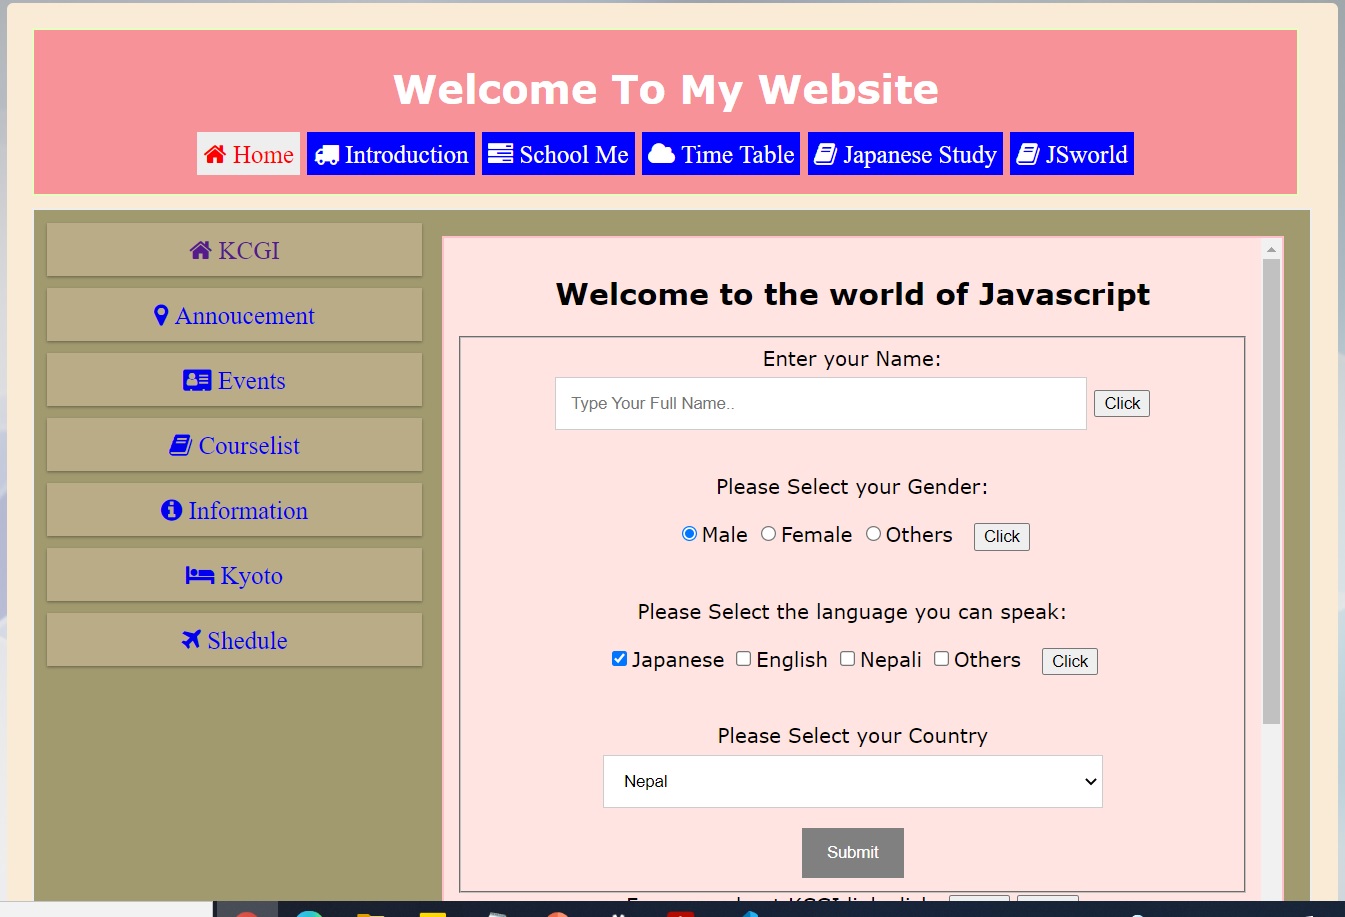 Welcome To My Website
Home Introduction School Me Time Table Japanese Study JSworld
KCGI
Annoucement
Events
Courselist
Information
Kyoto
Shedule
Welcome to the world of Javascript
Enter your Name:
Type Your Full Name.. Click
Please Select your Gender:
Male Female Others Click
Please Select the language you can speak:
Japanese English Nepali Others Click
Please Select your Country
Nepal
Submit